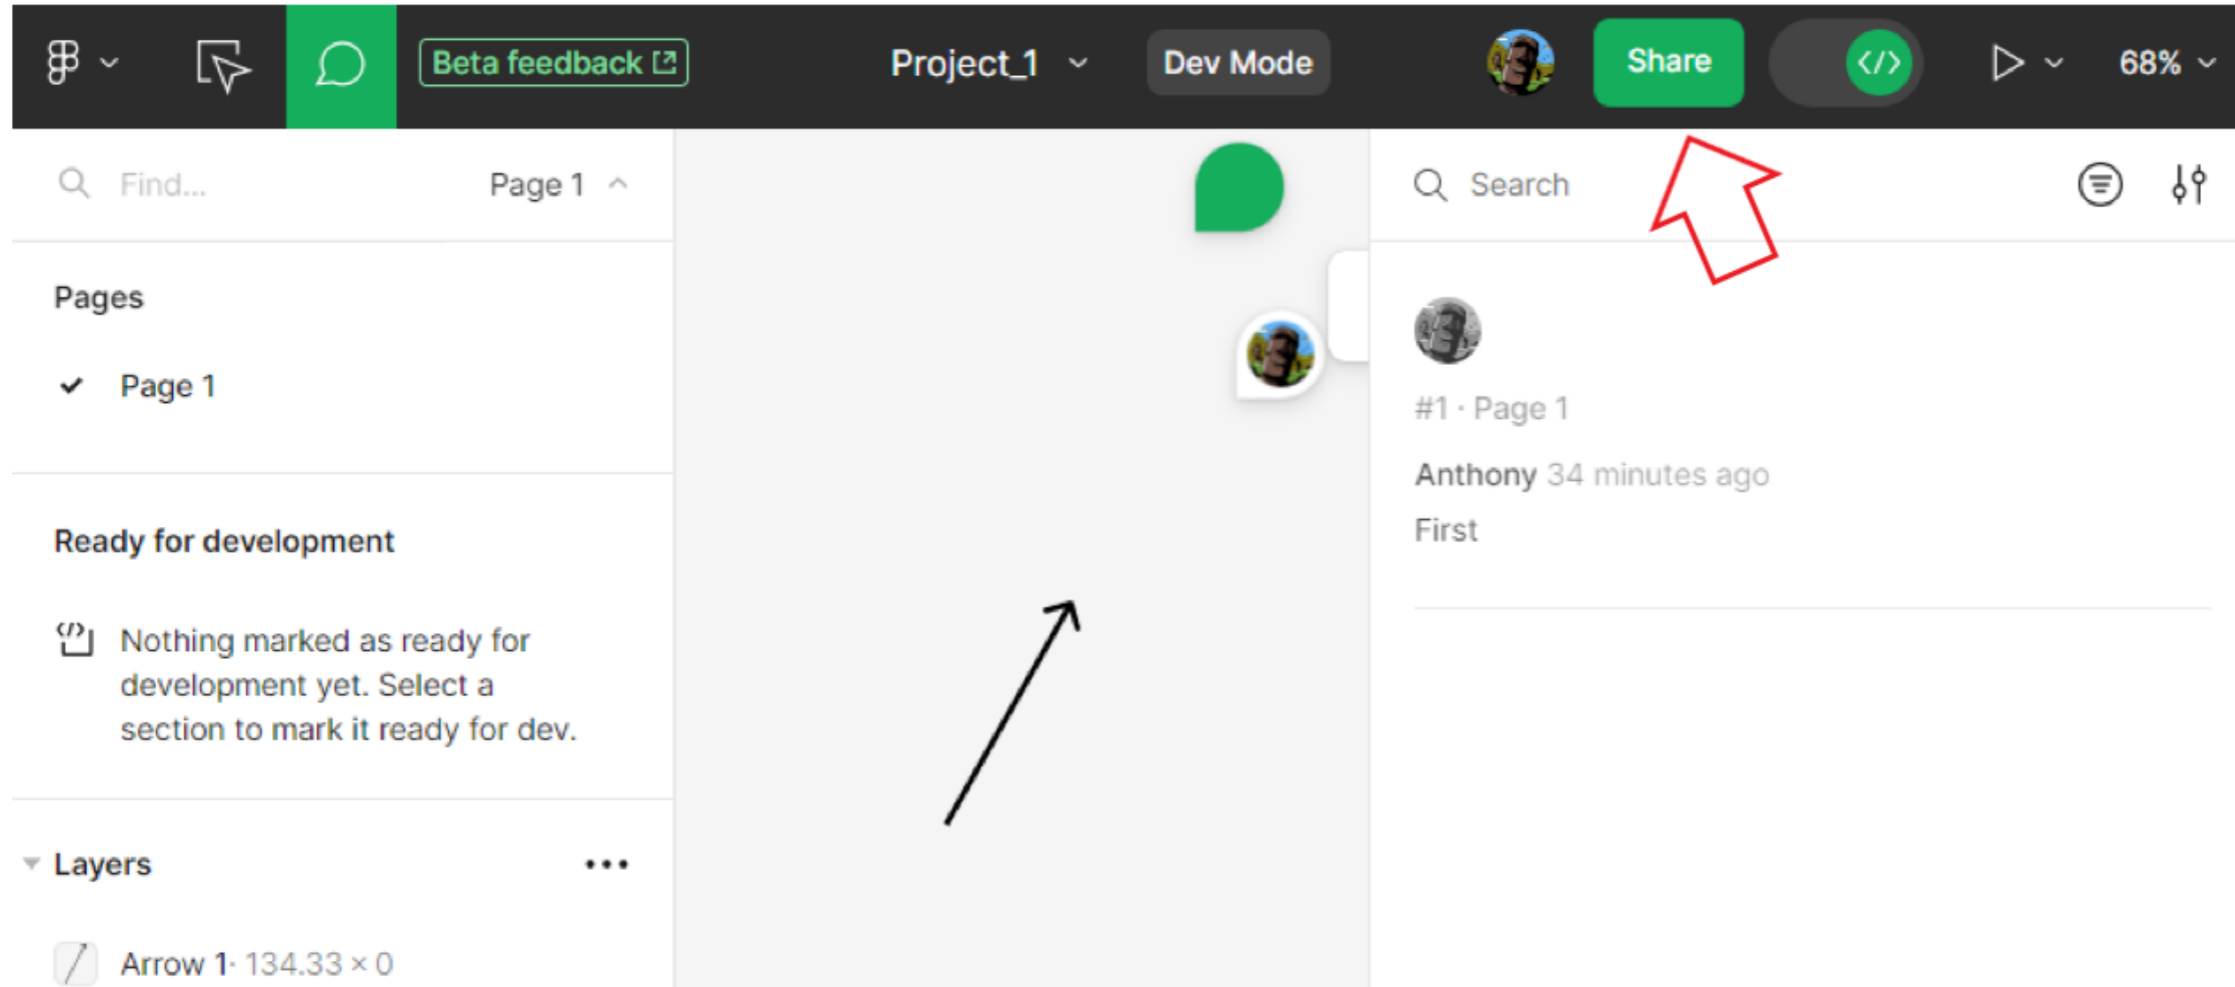 Beta feedback
Project_1
Dev Mode
Share
</>
68%
Find...
Page 1
Search
Pages
Page 1
#1 · Page 1
Anthony 34 minutes ago
First
Ready for development
Nothing marked as ready for
development yet. Select a
section to mark it ready for dev.
Layers
Arrow 1· 134.33 × 0